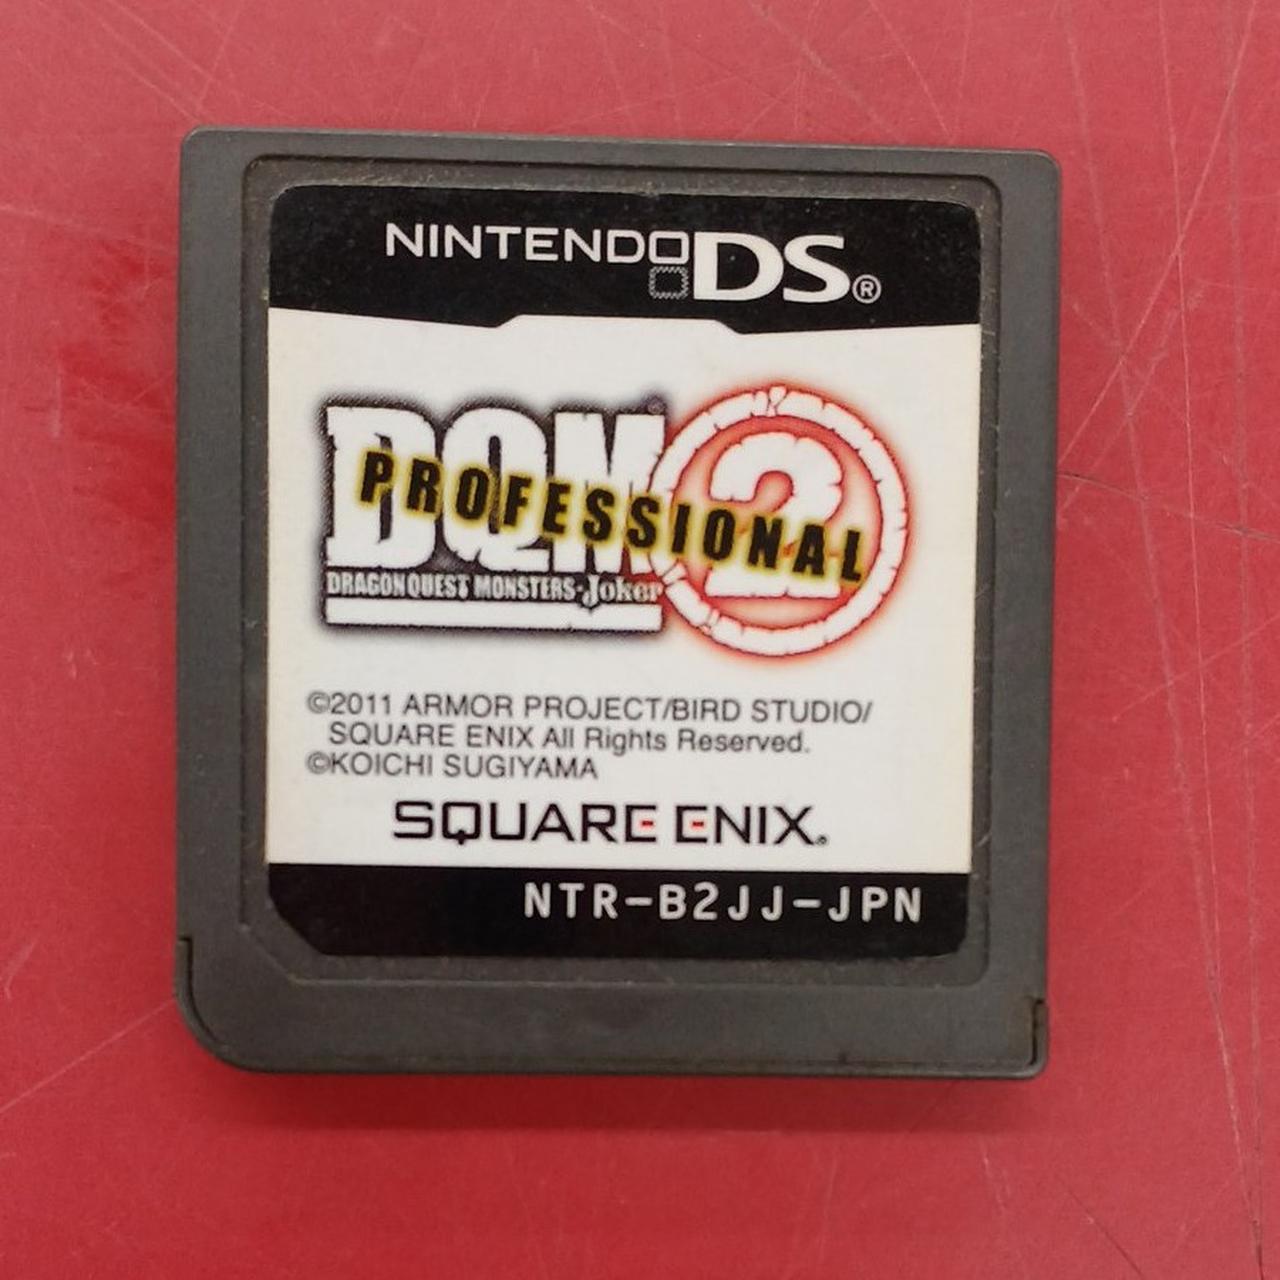 NINTENDODS®
DQM 2
PROFESSIONAL
DRAGON QUEST MONSTERS-Joker
©2011 ARMOR PROJECT/BIRD STUDIO/
SQUARE ENIX All Rights Reserved.
©KOICHI SUGIYAMA
SQUARE ENIX®
NTR-B2JJ-JPN